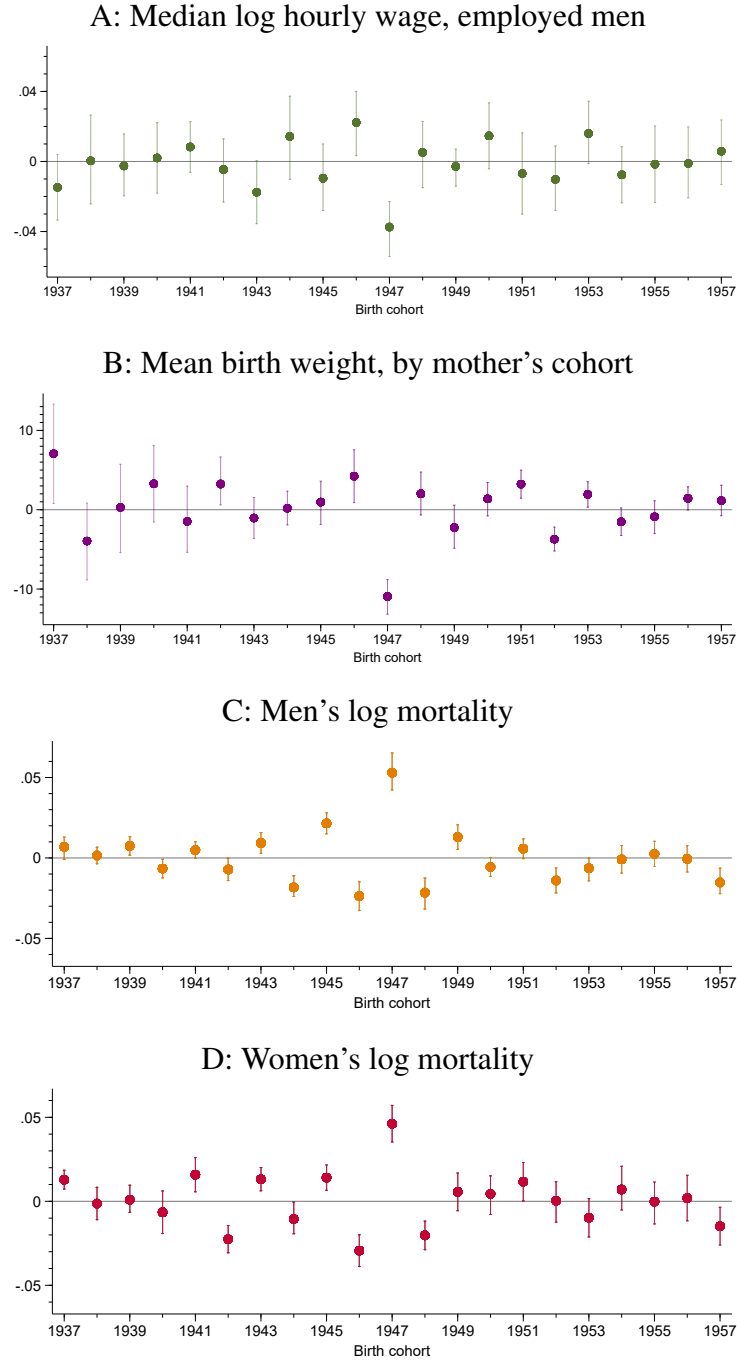 A: Median log hourly wage, employed men
.04
0
-.04
1937 1939 1941 1943 1945 1947 1949 1951 1953 1955 1957
Birth cohort
B: Mean birth weight, by mother's cohort
10
0
-10
1937 1939 1941 1943 1945 1947 1949 1951 1953 1955 1957
Birth cohort
C: Men's log mortality
.05
0
-.05
1937 1939 1941 1943 1945 1947 1949 1951 1953 1955 1957
Birth cohort
D: Women's log mortality
.05
0
-.05
1937 1939 1941 1943 1945 1947 1949 1951 1953 1955 1957
Birth cohort